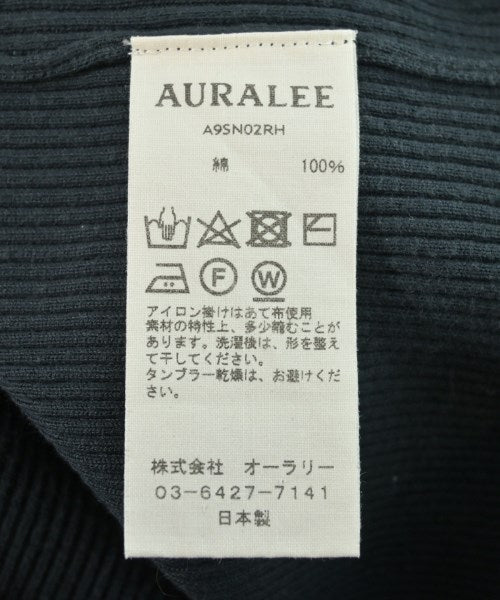 AURALEE
A9SN02RH
綿 100%
F W
アイロン掛けはあて布使用
素材の特性上、多少縮むことが
あります。洗濯後は、形を整え
て干してください。
タンブラー乾燥は、お避けくだ
さい。
株式会社 オーラリー
03-6427-7141
日本製